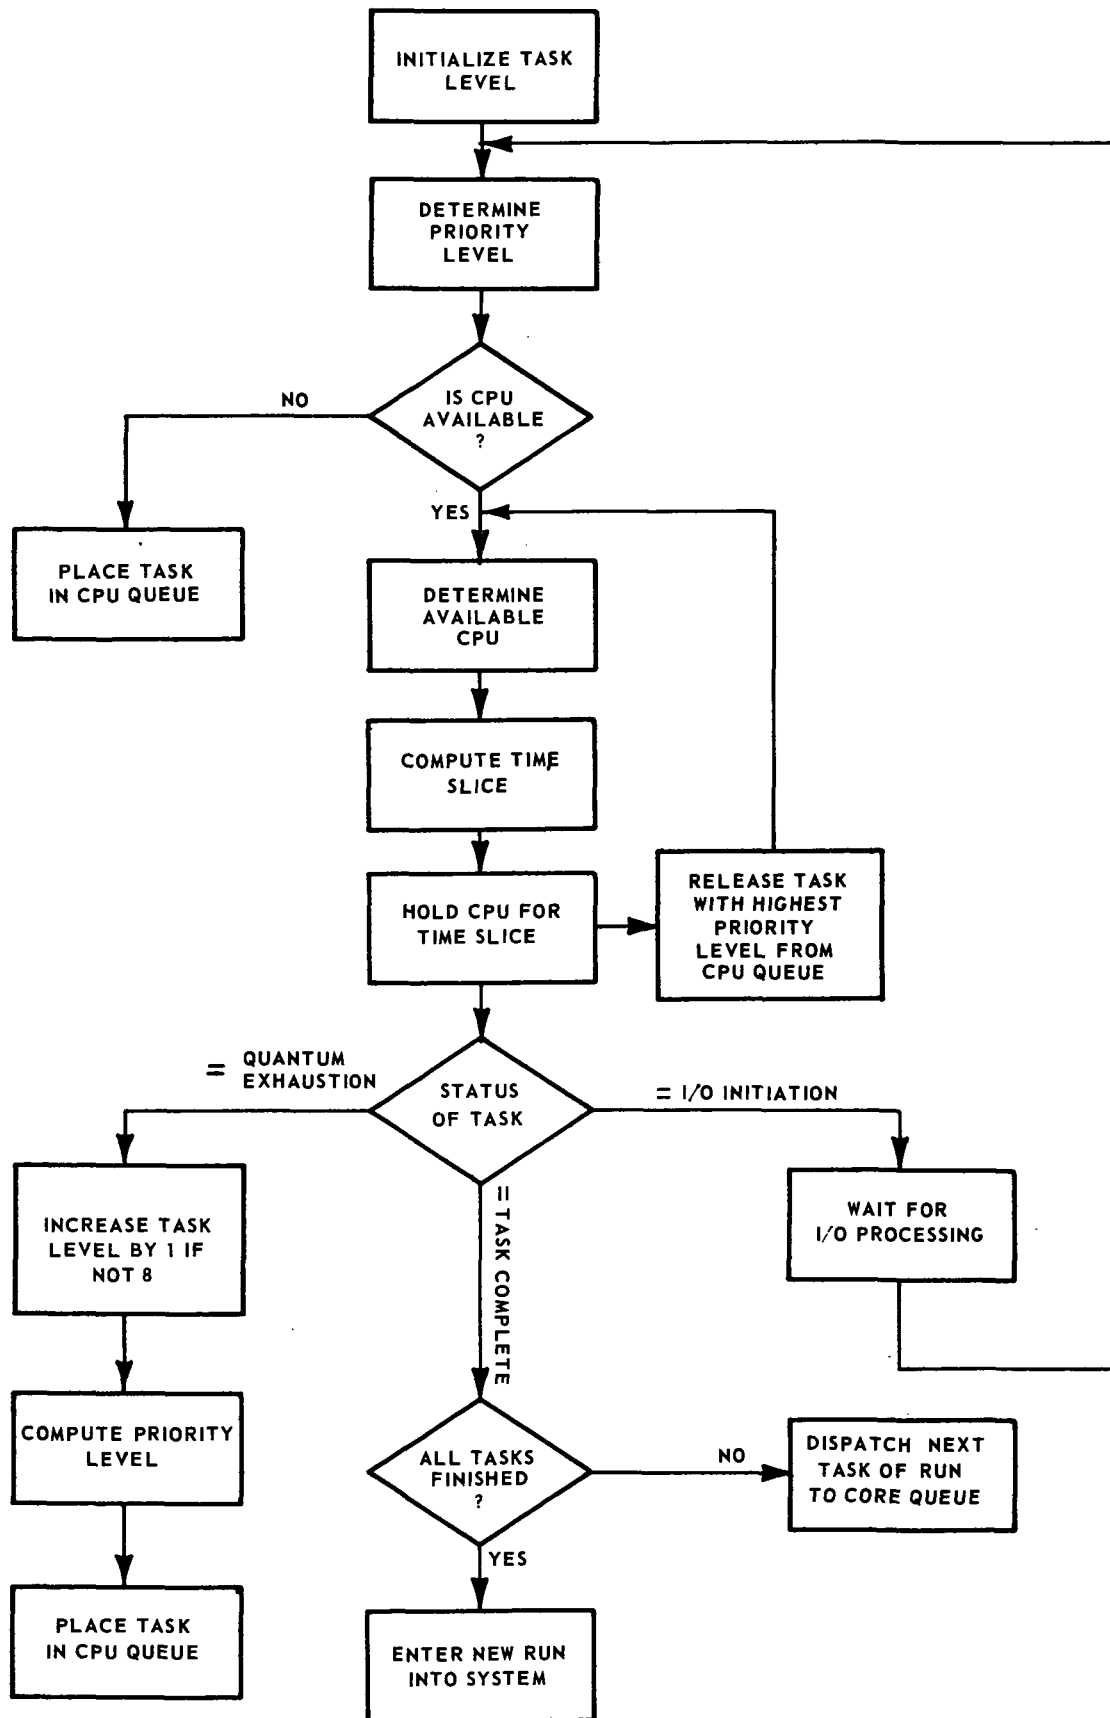 INITIALIZE TASK
LEVEL
DETERMINE
PRIORITY
LEVEL
IS CPU
AVAILABLE
?
NO
YES
PLACE TASK
IN CPU QUEUE
DETERMINE
AVAILABLE
CPU
COMPUTE TIME
SLICE
HOLD CPU FOR
TIME SLICE
RELEASE TASK
WITH HIGHEST
PRIORITY
LEVEL FROM
CPU QUEUE
= QUANTUM
EXHAUSTION
STATUS
OF TASK
= I/O INITIATION
= TASK COMPLETE
INCREASE TASK
LEVEL BY 1 IF
NOT 8
WAIT FOR
I/O PROCESSING
COMPUTE PRIORITY
LEVEL
ALL TASKS
FINISHED
?
NO
DISPATCH NEXT
TASK OF RUN
TO CORE QUEUE
YES
PLACE TASK
IN CPU QUEUE
ENTER NEW RUN
INTO SYSTEM